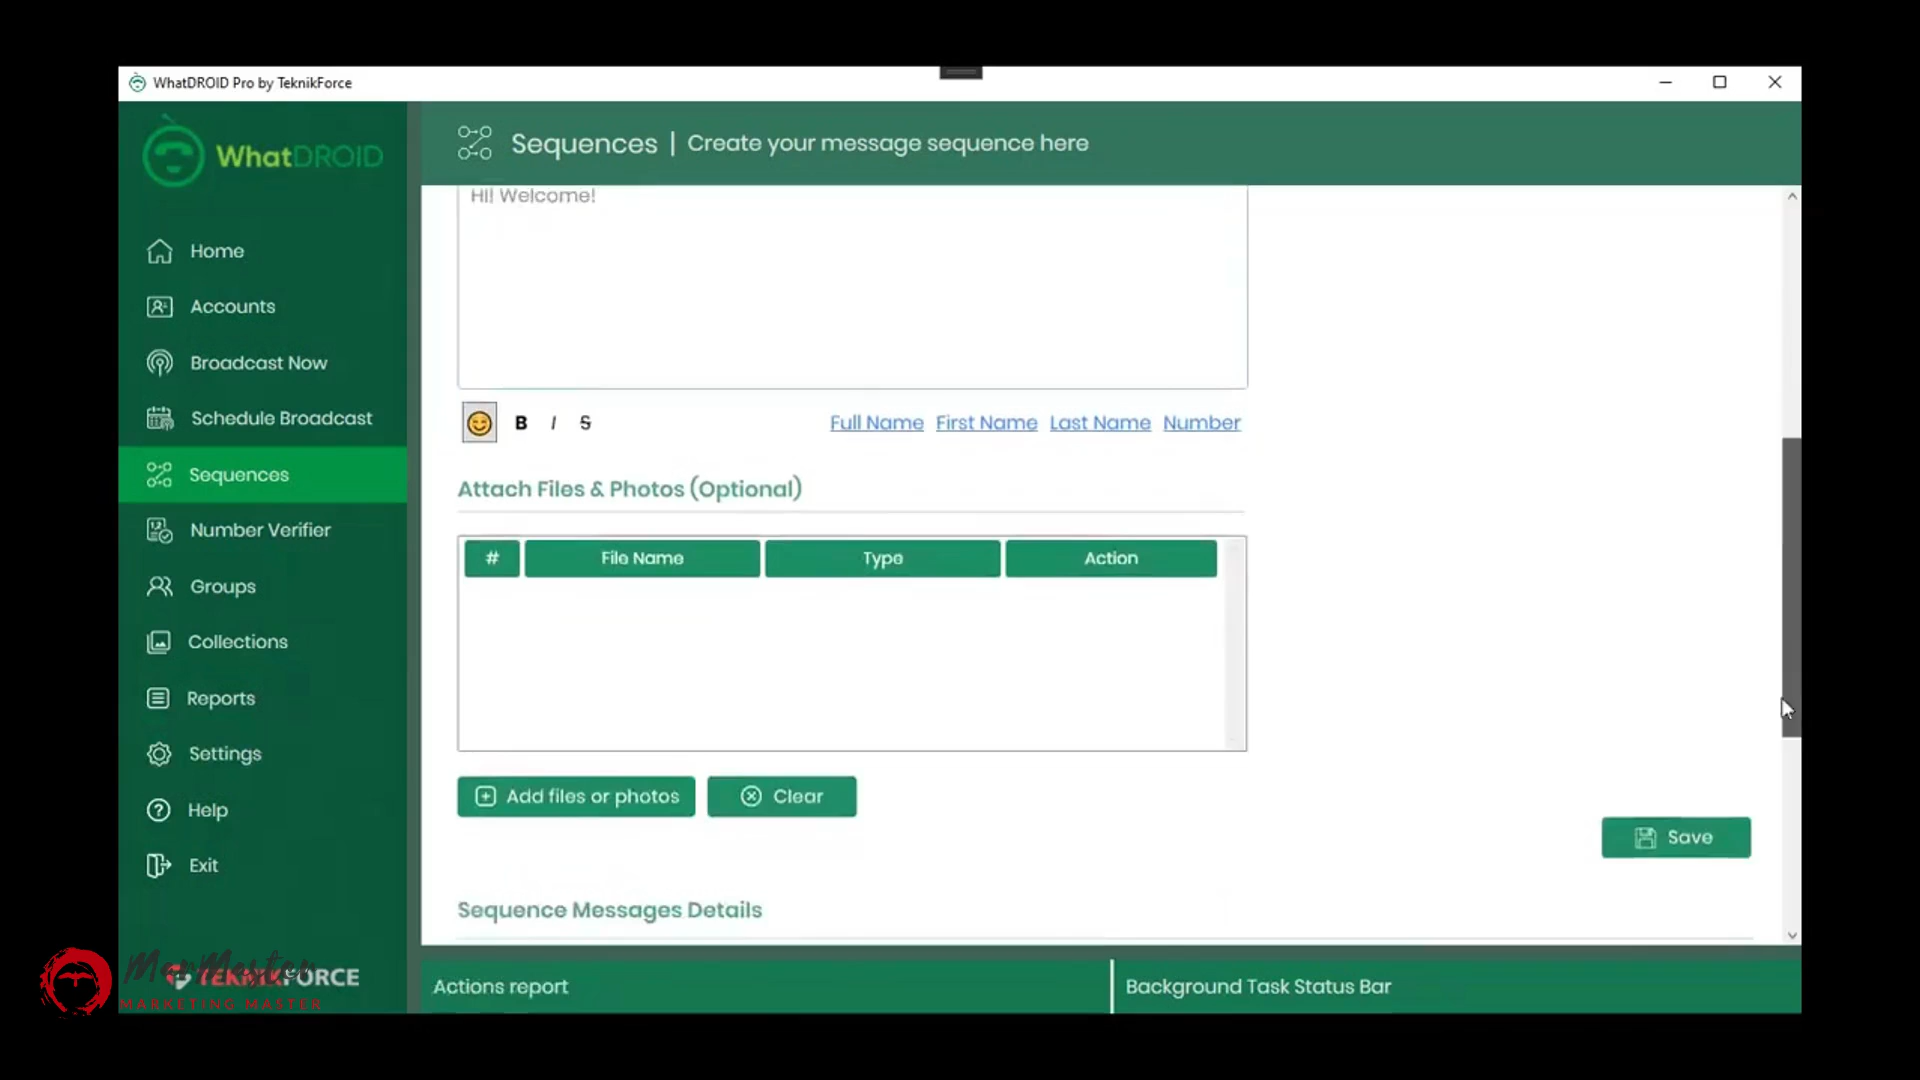 WhatDROID Pro by TeknikForce
WhatDROID
Sequences | Create your message sequence here
Home
Accounts
Broadcast Now
Schedule Broadcast
Sequences
Number Verifier
Groups
Collections
Reports
Settings
Help
Exit
HI! Welcome!
B I S
Full Name First Name Last Name Number
Attach Files & Photos (Optional)
# File Name Type Action
Add files or photos Clear
Save
Sequence Messages Details
TEKNIKFORCE
MARKETING MASTER
Actions report
Background Task Status Bar